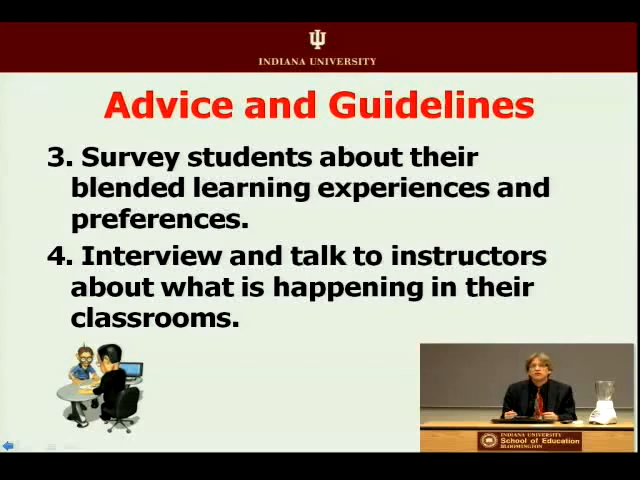 INDIANA UNIVERSITY
Advice and Guidelines
3. Survey students about their
blended learning experiences and
preferences.
4. Interview and talk to instructors
about what is happening in their
classrooms.
INDIANA UNIVERSITY
School of Education
BLOOMINGTON